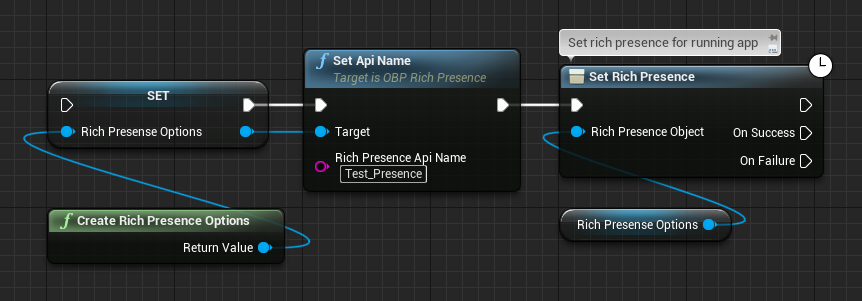 Set rich presence for running app
SET
Rich Presense Options
f Set Api Name
Target is OBP Rich Presence
Target
Rich Presence Api Name
Test_Presence
Set Rich Presence
Rich Presence Object
On Success
On Failure
f Create Rich Presence Options
Return Value
Rich Presense Options